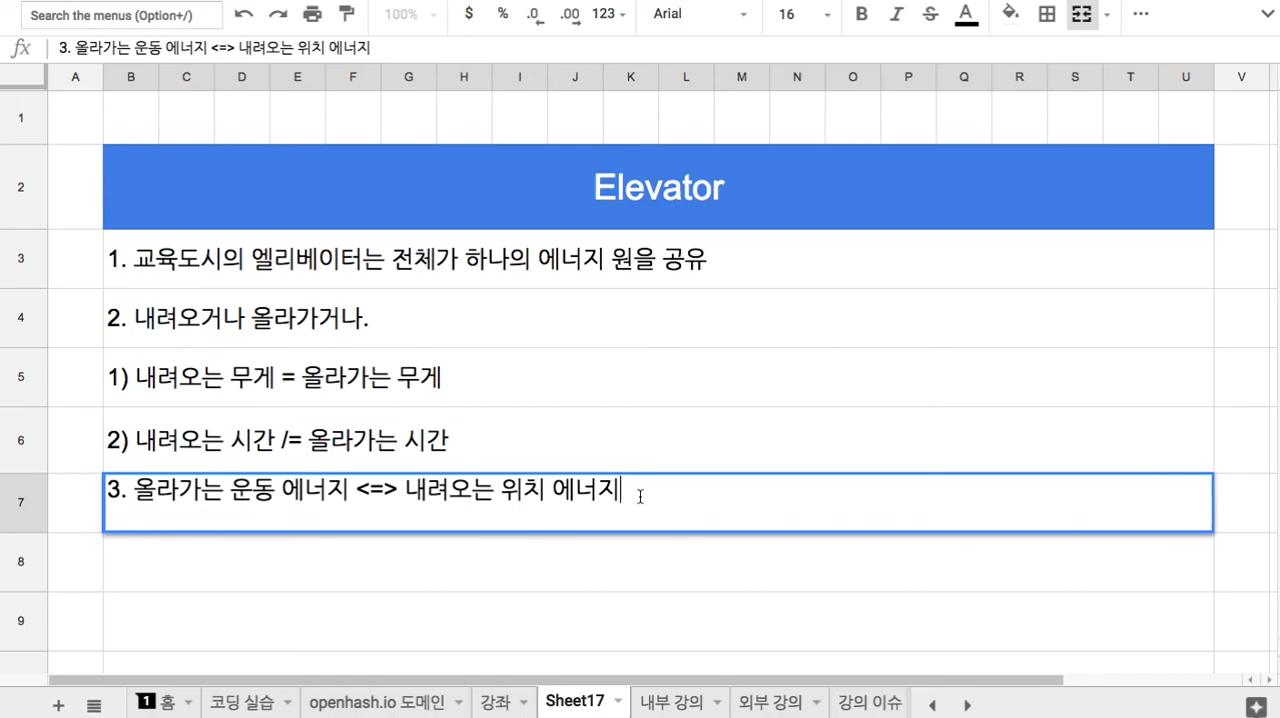 Search the menus (Option+/)
100%
$ % .0 .00 123
Arial
16
B I S A
fx
3. 올라가는 운동 에너지 <=> 내려오는 위치 에너지
A B C D E F G H I J K L M N O P Q R S T U V
1
2
Elevator
3
1. 교육도시의 엘리베이터는 전체가 하나의 에너지 원을 공유
4
2. 내려오거나 올라가거나.
5
1) 내려오는 무게 = 올라가는 무게
6
2) 내려오는 시간 /= 올라가는 시간
7
3. 올라가는 운동 에너지 <=> 내려오는 위치 에너지
8
9
1 홈 코딩 실습 openhash.io 도메인 강좌 Sheet17 내부 강의 외부 강의 강의 이슈